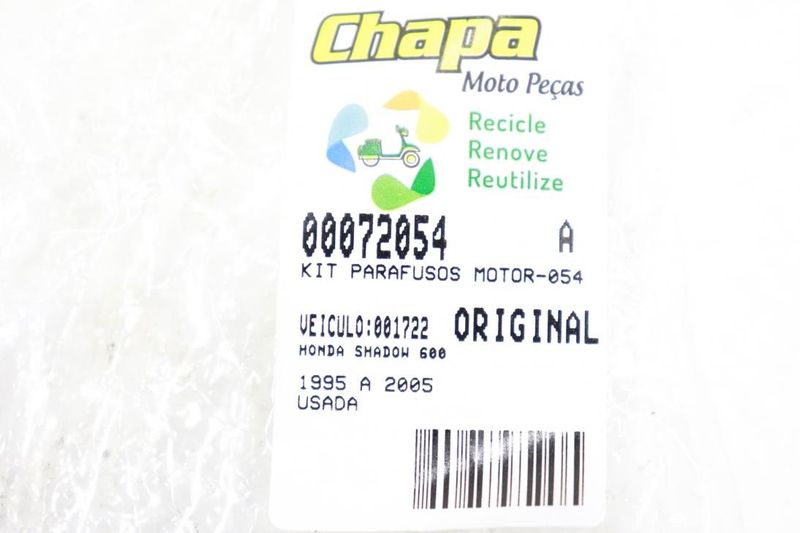 Chapa
Moto Peças
Recicle
Renove
Reutilize
00072054 A
KIT PARAFUSOS MOTOR-054
VEICULO:001722 ORIGINAL
HONDA SHADOW 600
1995 A 2005
USADA